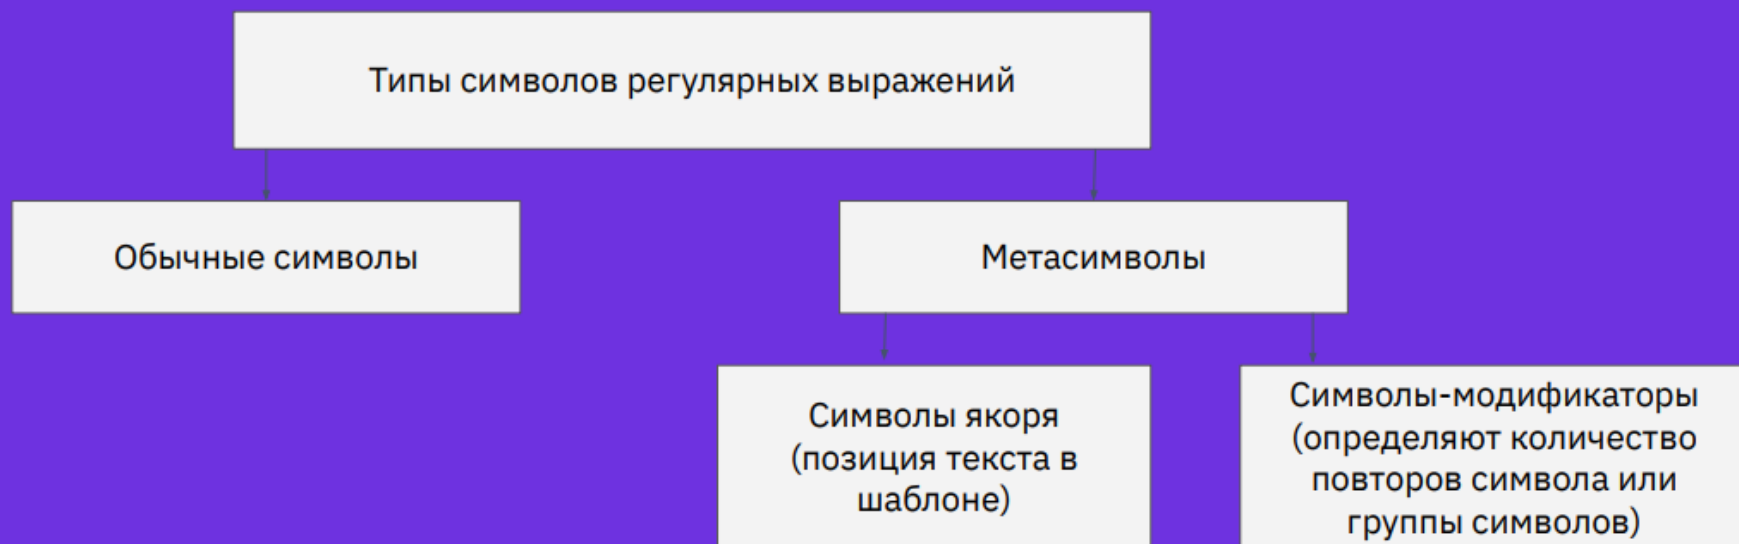 Типы символов регулярных выражений
Обычные символы
Метасимволы
Символы якоря
(позиция текста в
шаблоне)
Символы-модификаторы
(определяют количество
повторов символа или
группы символов)